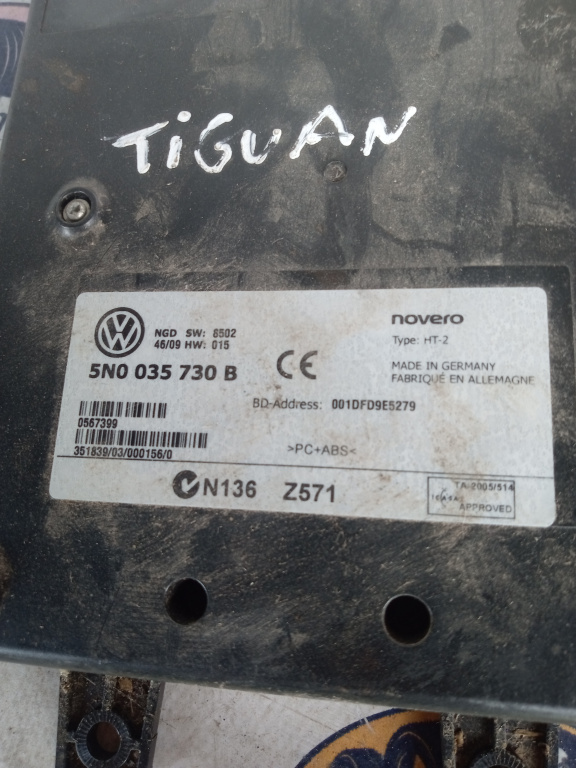 TiGUAN
NGD SW: 8502
46/09 HW: 015
5N0 035 730 B
novero
Type: HT-2
MADE IN GERMANY
FABRIQUÉ EN ALLEMAGNE
BD-Address: 001DFD9E5279
0567399
351839/03/000156/0
>PC+ABS<
N136 Z571
TA-2005/514
APPROVED